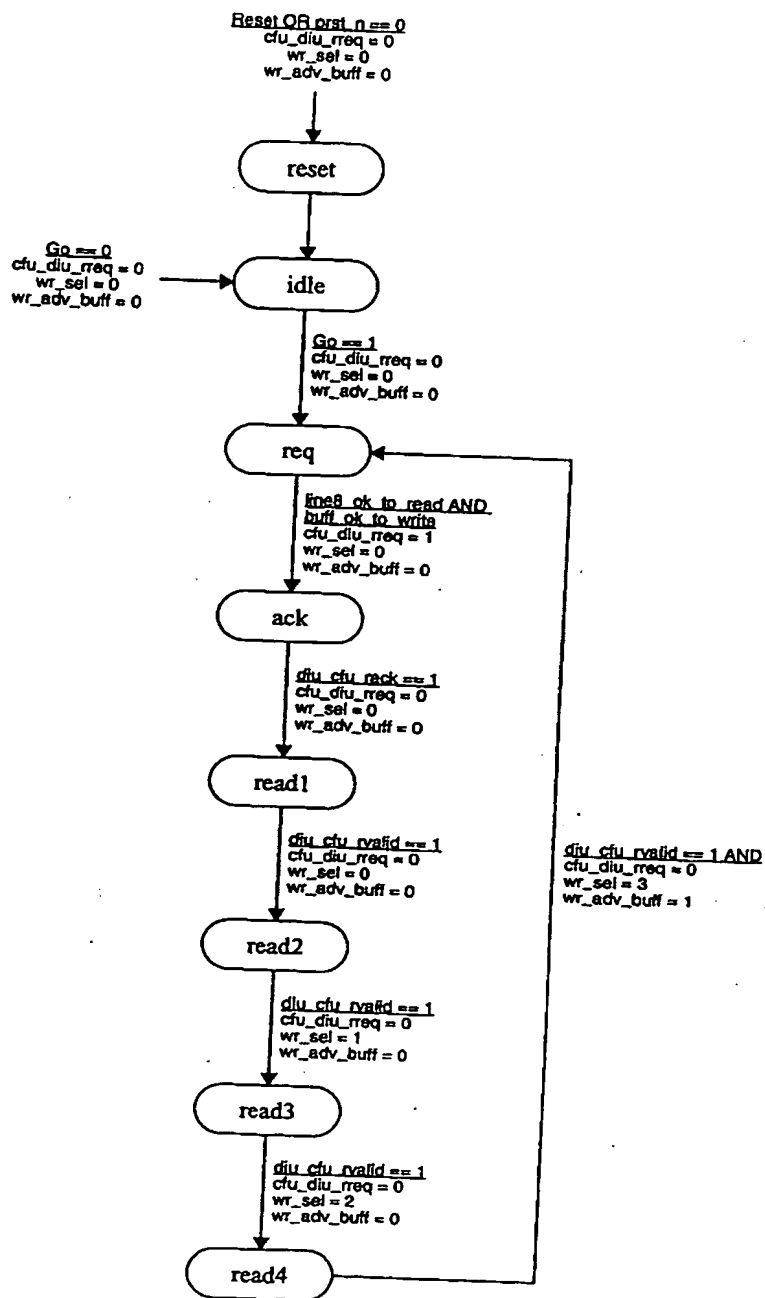 Reset OR prst_n == 0
cfu_diu_rreq = 0
wr_sel = 0
wr_adv_buff = 0
reset
Go == 0
cfu_diu_rreq = 0
wr_sel = 0
wr_adv_buff = 0
idle
Go == 1
cfu_diu_rreq = 0
wr_sel = 0
wr_adv_buff = 0
req
line8_ok_to_read AND
buff_ok_to_write
cfu_diu_rreq = 1
wr_sel = 0
wr_adv_buff = 0
ack
diu_cfu_rack == 1
cfu_diu_rreq = 0
wr_sel = 0
wr_adv_buff = 0
read1
diu_cfu_rvalid == 1
cfu_diu_rreq = 0
wr_sel = 0
wr_adv_buff = 0
diu_cfu_rvalid == 1 AND
cfu_diu_rreq = 0
wr_sel = 3
wr_adv_buff = 1
read2
diu_cfu_rvalid == 1
cfu_diu_rreq = 0
wr_sel = 1
wr_adv_buff = 0
read3
diu_cfu_rvalid == 1
cfu_diu_rreq = 0
wr_sel = 2
wr_adv_buff = 0
read4